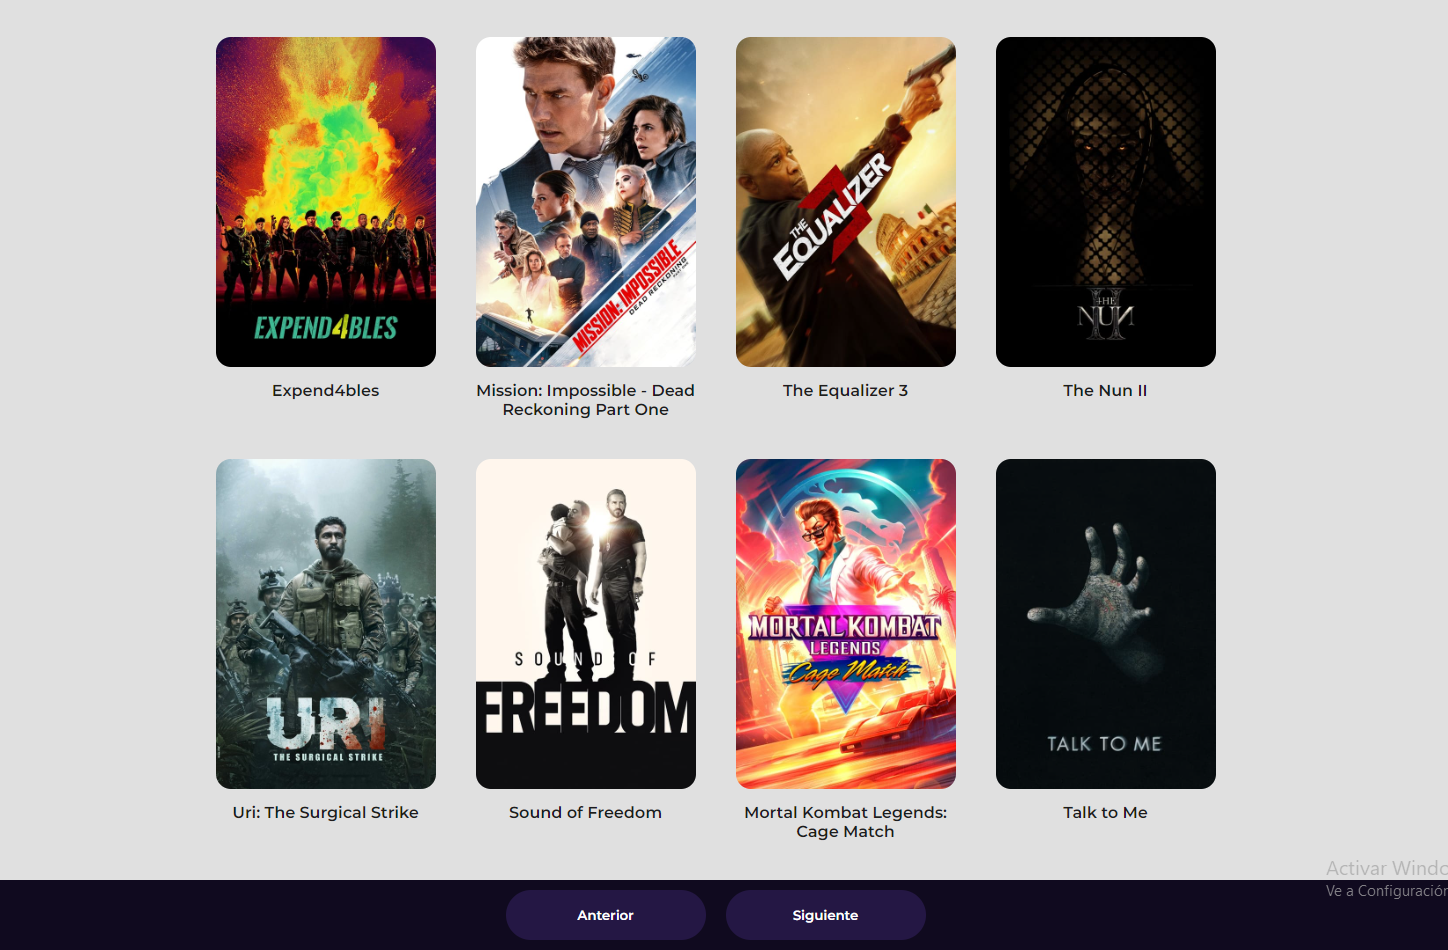 EXPEND4BLES
MISSION: IMPOSSIBLE
DEAD RECKONING
THE
EQUALIZER
3
THE
NUN
II
Expend4bles
Mission: Impossible - Dead
Reckoning Part One
The Equalizer 3
The Nun II
URI
THE SURGICAL STRIKE
SOUND OF
FREEDOM
MORTAL KOMBAT
LEGENDS
Cage Match
TALK TO ME
Uri: The Surgical Strike
Sound of Freedom
Mortal Kombat Legends:
Cage Match
Talk to Me
Activar Windo
Ve a Configuración
Anterior
Siguiente